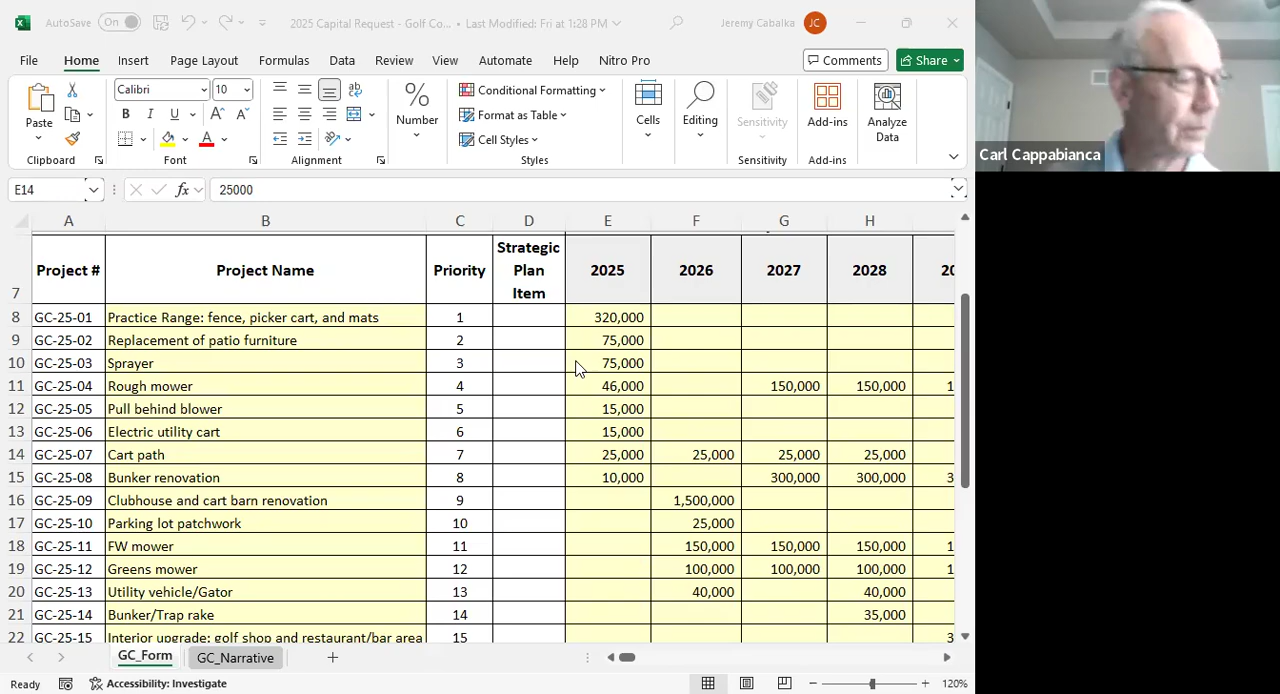 AutoSave On 2025 Capital Request - Golf Co... • Last Modified: Fri at 1:28 PM Jeremy Cabalka JC
File Home Insert Page Layout Formulas Data Review View Automate Help Nitro Pro Comments Share
Paste Calibri 10 B I U A Number Conditional Formatting Format as Table Cell Styles Cells Editing Sensitivity Add-ins Analyze Data
Clipboard Font Alignment Styles Sensitivity Add-ins
E14 fx 25000
A B C D E F G H
7 Project # Project Name Priority Strategic Plan Item 2025 2026 2027 2028 20
8 GC-25-01 Practice Range: fence, picker cart, and mats 1 320,000
9 GC-25-02 Replacement of patio furniture 2 75,000
10 GC-25-03 Sprayer 3 75,000
11 GC-25-04 Rough mower 4 46,000 150,000 150,000 1
12 GC-25-05 Pull behind blower 5 15,000
13 GC-25-06 Electric utility cart 6 15,000
14 GC-25-07 Cart path 7 25,000 25,000 25,000 25,000
15 GC-25-08 Bunker renovation 8 10,000 300,000 300,000 3
16 GC-25-09 Clubhouse and cart barn renovation 9 1,500,000
17 GC-25-10 Parking lot patchwork 10 25,000
18 GC-25-11 FW mower 11 150,000 150,000 150,000 1
19 GC-25-12 Greens mower 12 100,000 100,000 100,000 1
20 GC-25-13 Utility vehicle/Gator 13 40,000 40,000
21 GC-25-14 Bunker/Trap rake 14 35,000
22 GC-25-15 Interior upgrade: golf shop and restaurant/bar area 15 3
GC_Form GC_Narrative
Ready Accessibility: Investigate 120%
Carl Cappabianca